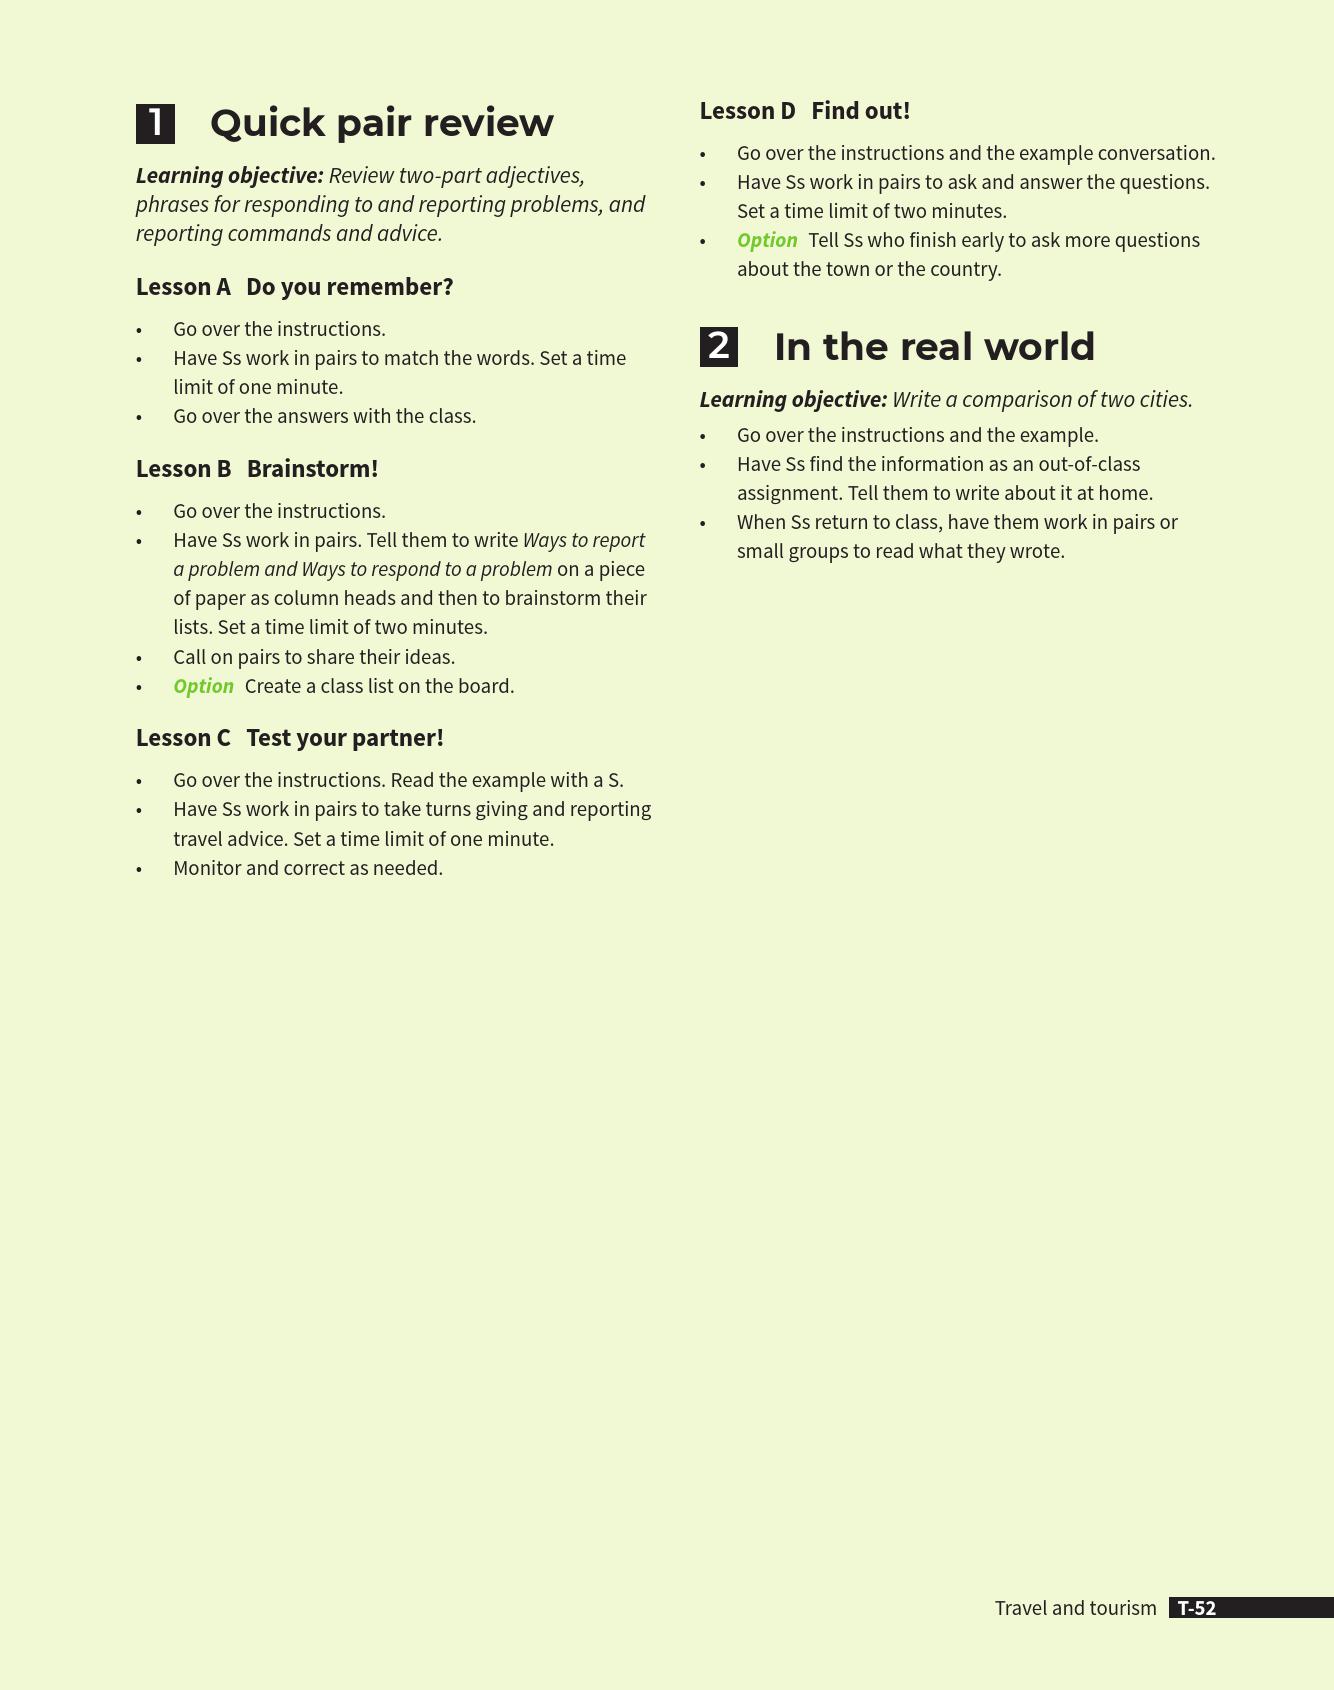 1 Quick pair review
Learning objective: Review two-part adjectives,
phrases for responding to and reporting problems, and
reporting commands and advice.
Lesson A Do you remember?
• Go over the instructions.
• Have Ss work in pairs to match the words. Set a time
limit of one minute.
• Go over the answers with the class.
Lesson B Brainstorm!
• Go over the instructions.
• Have Ss work in pairs. Tell them to write Ways to report
a problem and Ways to respond to a problem on a piece
of paper as column heads and then to brainstorm their
lists. Set a time limit of two minutes.
• Call on pairs to share their ideas.
• Option Create a class list on the board.
Lesson C Test your partner!
• Go over the instructions. Read the example with a S.
• Have Ss work in pairs to take turns giving and reporting
travel advice. Set a time limit of one minute.
• Monitor and correct as needed.
Lesson D Find out!
• Go over the instructions and the example conversation.
• Have Ss work in pairs to ask and answer the questions.
Set a time limit of two minutes.
• Option Tell Ss who finish early to ask more questions
about the town or the country.
2 In the real world
Learning objective: Write a comparison of two cities.
• Go over the instructions and the example.
• Have Ss find the information as an out-of-class
assignment. Tell them to write about it at home.
• When Ss return to class, have them work in pairs or
small groups to read what they wrote.
Travel and tourism T-52